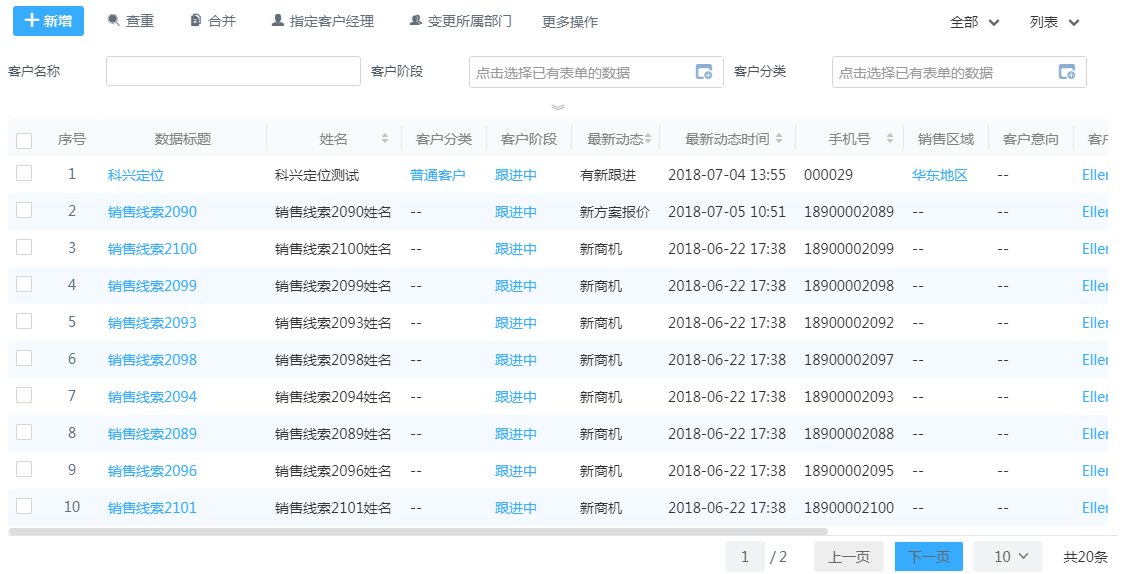 新增 查重 合并 指定客户经理 变更所属部门 更多操作 全部 列表
客户名称 客户阶段 点击选择已有表单的数据 客户分类 点击选择已有表单的数据
序号 数据标题 姓名 客户分类 客户阶段 最新动态 最新动态时间 手机号 销售区域 客户意向
1 科兴定位 科兴定位测试 普通客户 跟进中 有新跟进 2018-07-04 13:55 000029 华东地区 --
2 销售线索2090 销售线索2090姓名 -- 跟进中 新方案报价 2018-07-05 10:51 18900002089 -- --
3 销售线索2100 销售线索2100姓名 -- 跟进中 新商机 2018-06-22 17:38 18900002099 -- --
4 销售线索2099 销售线索2099姓名 -- 跟进中 新商机 2018-06-22 17:38 18900002098 -- --
5 销售线索2093 销售线索2093姓名 -- 跟进中 新商机 2018-06-22 17:38 18900002092 -- --
6 销售线索2098 销售线索2098姓名 -- 跟进中 新商机 2018-06-22 17:38 18900002097 -- --
7 销售线索2094 销售线索2094姓名 -- 跟进中 新商机 2018-06-22 17:38 18900002093 -- --
8 销售线索2089 销售线索2089姓名 -- 跟进中 新商机 2018-06-22 17:38 18900002088 -- --
9 销售线索2096 销售线索2096姓名 -- 跟进中 新商机 2018-06-22 17:38 18900002095 -- --
10 销售线索2101 销售线索2101姓名 -- 跟进中 新商机 2018-06-22 17:38 18900002100 -- --
1 / 2 上一页 下一页 10 共20条